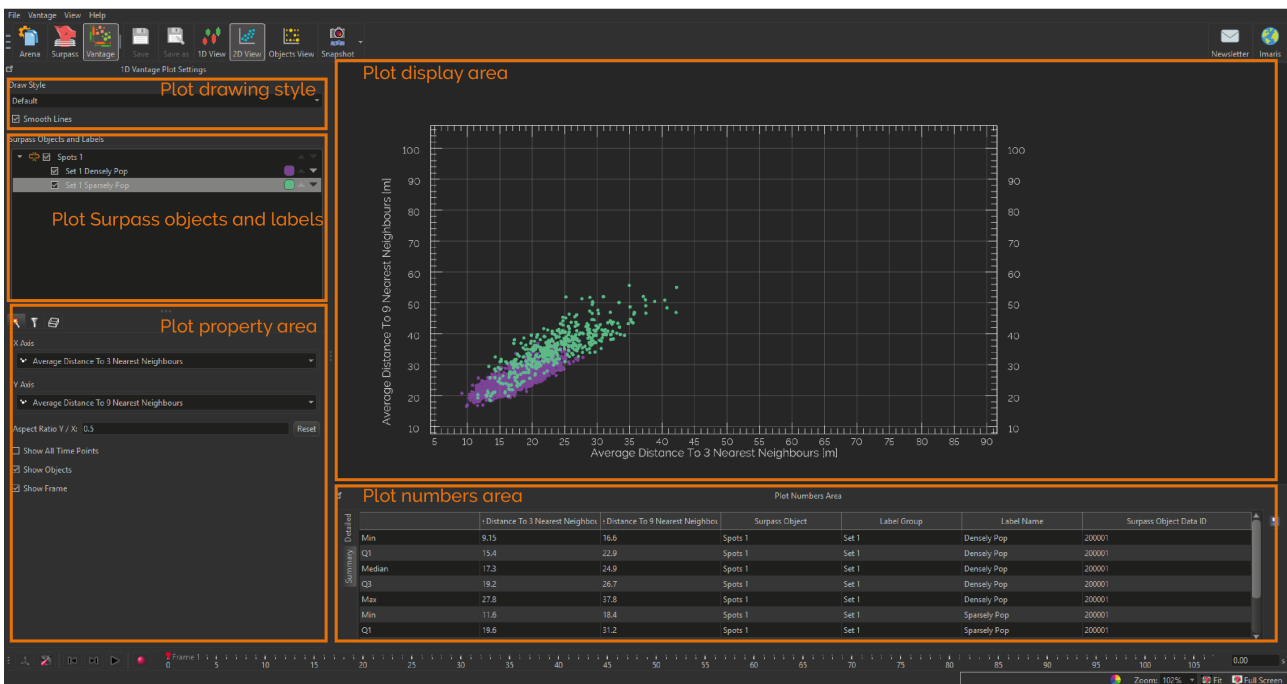 File Vantage View Help
Arena Surpass Vantage Save Save as 1D View 2D View Objects View Snapshot Newsletter Imaris
1D Vantage Plot Settings
Draw Style
Plot drawing style
Default
Smooth Lines
Surpass Objects and Labels
Spots 1
Set 1 Densely Pop
Set 1 Sparsely Pop
Plot Surpass objects and labels
Plot property area
X Axis
Average Distance To 3 Nearest Neighbours
Y Axis
Average Distance To 9 Nearest Neighbours
Aspect Ratio Y / X: 0.5 Reset
Show All Time Points
Show Objects
Show Frame
Plot display area
Average Distance To 9 Nearest Neighbours [m]
100 100
90 90
80 80
70 70
60 60
50 50
40 40
30 30
20 20
10 10
5 10 15 20 25 30 35 40 45 50 55 60 65 70 75 80 85 90
Average Distance To 3 Nearest Neighbours [m]
Plot numbers area
Plot Numbers Area
Detailed
Summary
Distance To 3 Nearest Neighbou Distance To 9 Nearest Neighbou Surpass Object Label Group Label Name Surpass Object Data ID
Min 9.15 16.6 Spots 1 Set 1 Densely Pop 200001
Q1 15.4 22.9 Spots 1 Set 1 Densely Pop 200001
Median 17.3 24.9 Spots 1 Set 1 Densely Pop 200001
Q3 19.2 26.7 Spots 1 Set 1 Densely Pop 200001
Max 27.8 37.8 Spots 1 Set 1 Densely Pop 200001
Min 11.6 18.4 Spots 1 Set 1 Sparsely Pop 200001
Q1 19.6 31.2 Spots 1 Set 1 Sparsely Pop 200001
Frame 1
0 5 10 15 20 25 30 35 40 45 50 55 60 65 70 75 80 85 90 95 100 105 0.00 s
Zoom: 102% Fit Full Screen